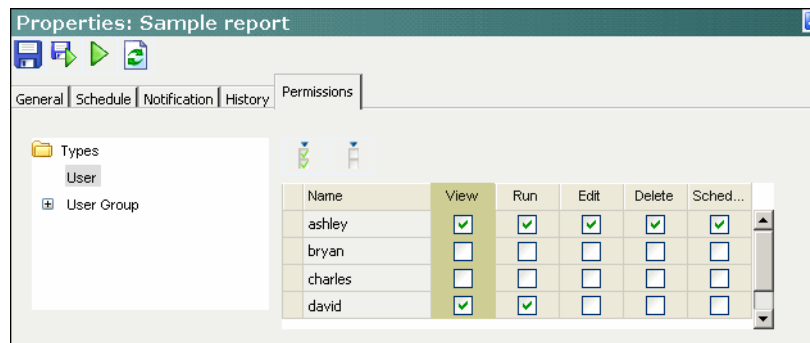 Properties: Sample report
General Schedule Notification History Permissions
Types
User
User Group
Name View Run Edit Delete Sched...
ashley
bryan
charles
david